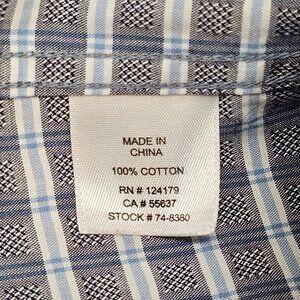 MADE IN
CHINA
100% COTTON
RN # 124179
CA # 55637
STOCK # 74-8380